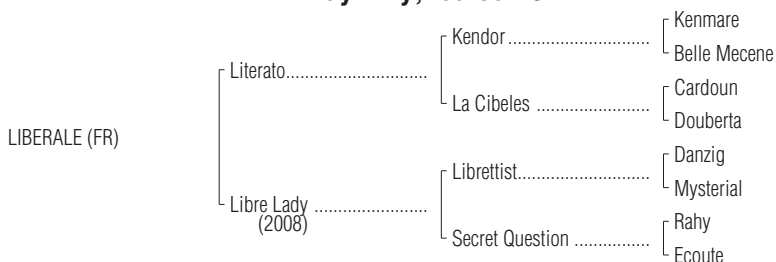 Kenmare
Kendor
Belle Mecene
Literato
Cardoun
La Cibeles
Douberta
LIBERALE (FR)
Danzig
Librettist
Mysterial
Libre Lady
(2008)
Rahy
Secret Question
Ecoute